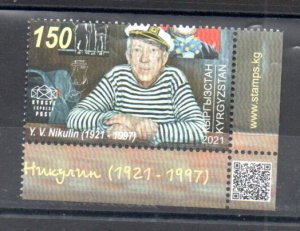 150
KYRGYZ
EXPRESS
POST
Y. V. Nikulin (1921 - 1997)
КЫРГЫЗСТАН
KYRGYZSTAN
2021
www.stamps.kg
Никулин (1921 - 1997)